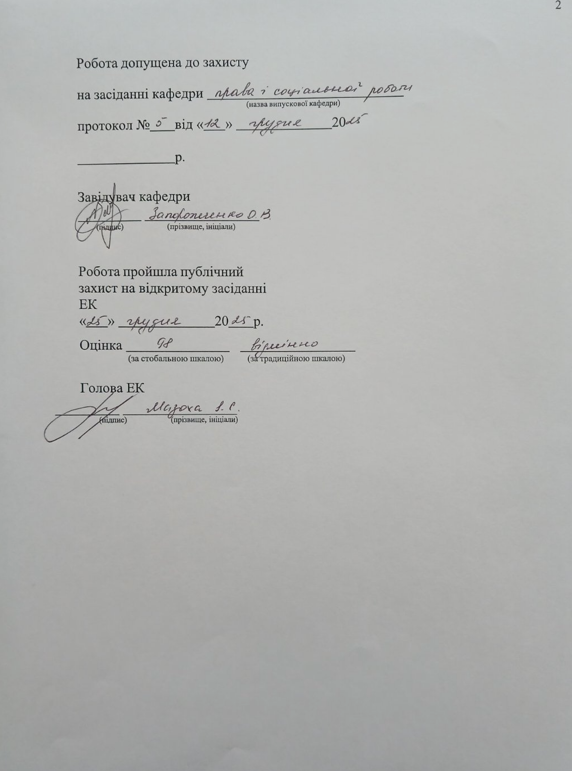 2
Робота допущена до захисту
на засіданні кафедри права і соціальної роботи
(назва випускової кафедри)
протокол № 5 від «12» грудня 2025
р.
Завідувач кафедри
Запорожченко О.В.
(підпис) (прізвище, ініціали)
Робота пройшла публічний
захист на відкритому засіданні
ЕК
«25» грудня 2025 р.
Оцінка 98 відмінно
(за стобальною шкалою) (за традиційною шкалою)
Голова ЕК
(підпис) (прізвище, ініціали)